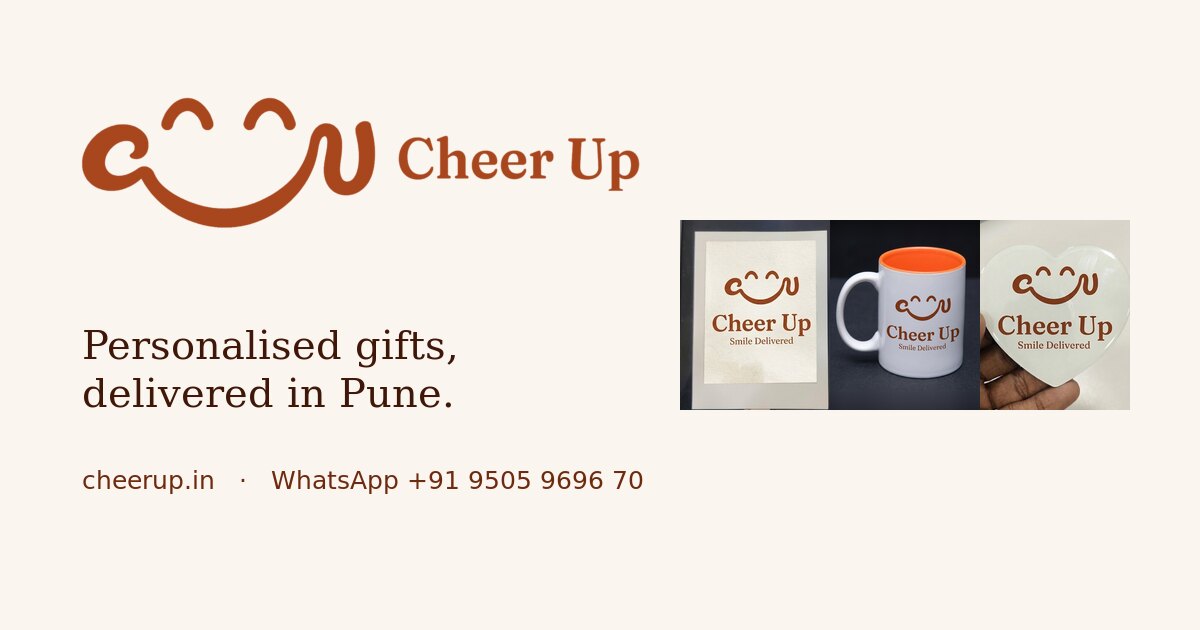 Cheer Up
Personalised gifts,
delivered in Pune.
cheerup.in · WhatsApp +91 9505 9696 70
Cheer Up
Smile Delivered
Cheer Up
Smile Delivered
Cheer Up
Smile Delivered